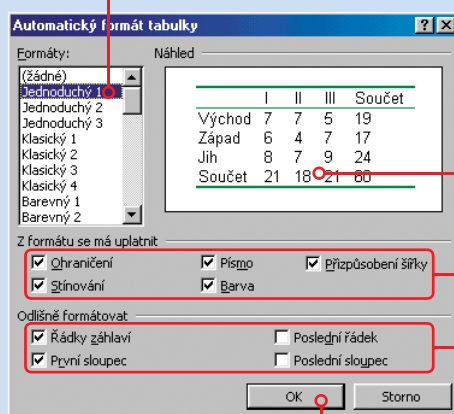 Automatický formát tabulky
Formáty:
(žádné)
Jednoduchý 1
Jednoduchý 2
Jednoduchý 3
Klasický 1
Klasický 2
Klasický 3
Klasický 4
Barevný 1
Barevný 2
Náhled
I II III Součet
Východ 7 7 5 19
Západ 6 4 7 17
Jih 8 7 9 24
Součet 21 18 21 60
Z formátu se má uplatnit
Ohraničení Písmo Přizpůsobení šířky
Stínování Barva
Odlišně formátovat
Řádky záhlaví Poslední řádek
První sloupec Poslední sloupec
OK Storno